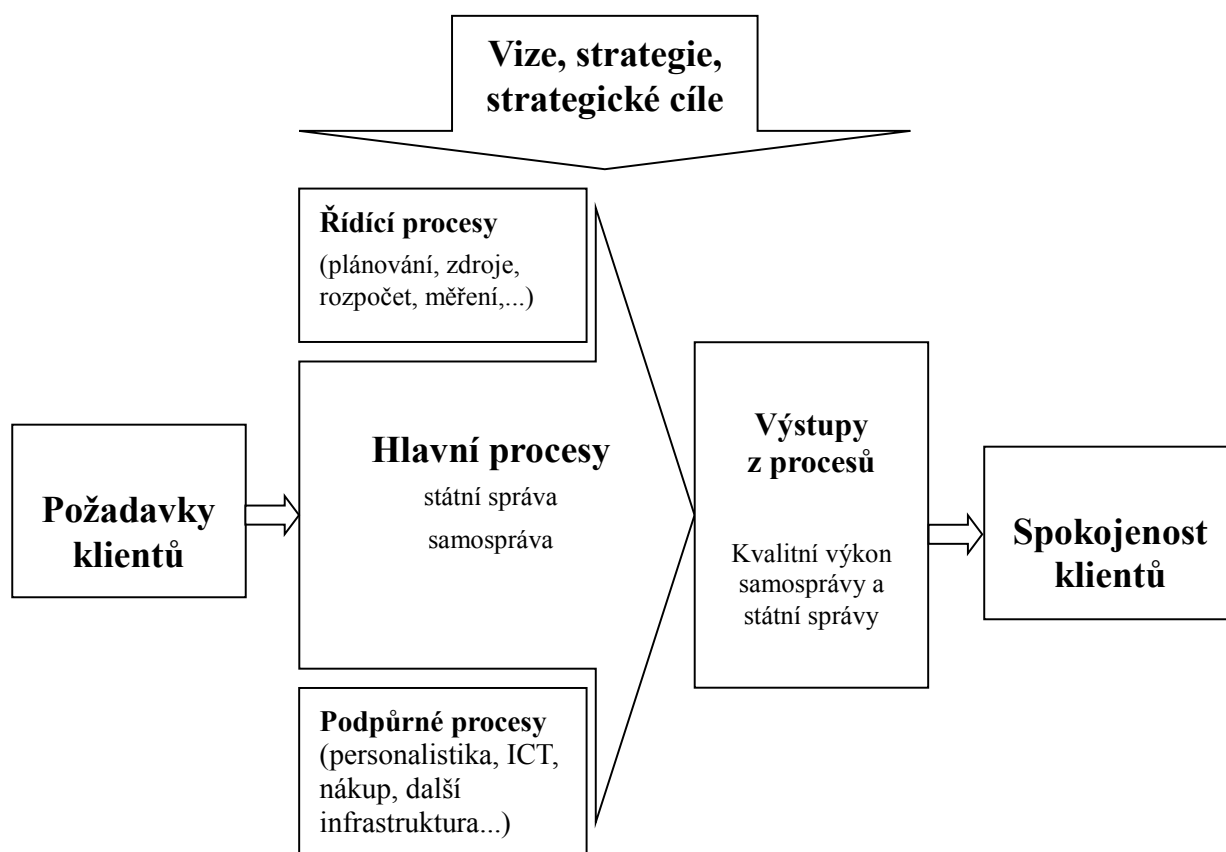 Vize, strategie,
strategické cíle
Řídící procesy
(plánování, zdroje,
rozpočet, měření,...)
Požadavky
klientů
Hlavní procesy
státní správa
samospráva
Výstupy
z procesů
Kvalitní výkon
samosprávy a
státní správy
Spokojenost
klientů
Podpůrné procesy
(personalistika, ICT,
nákup, další
infrastruktura...)